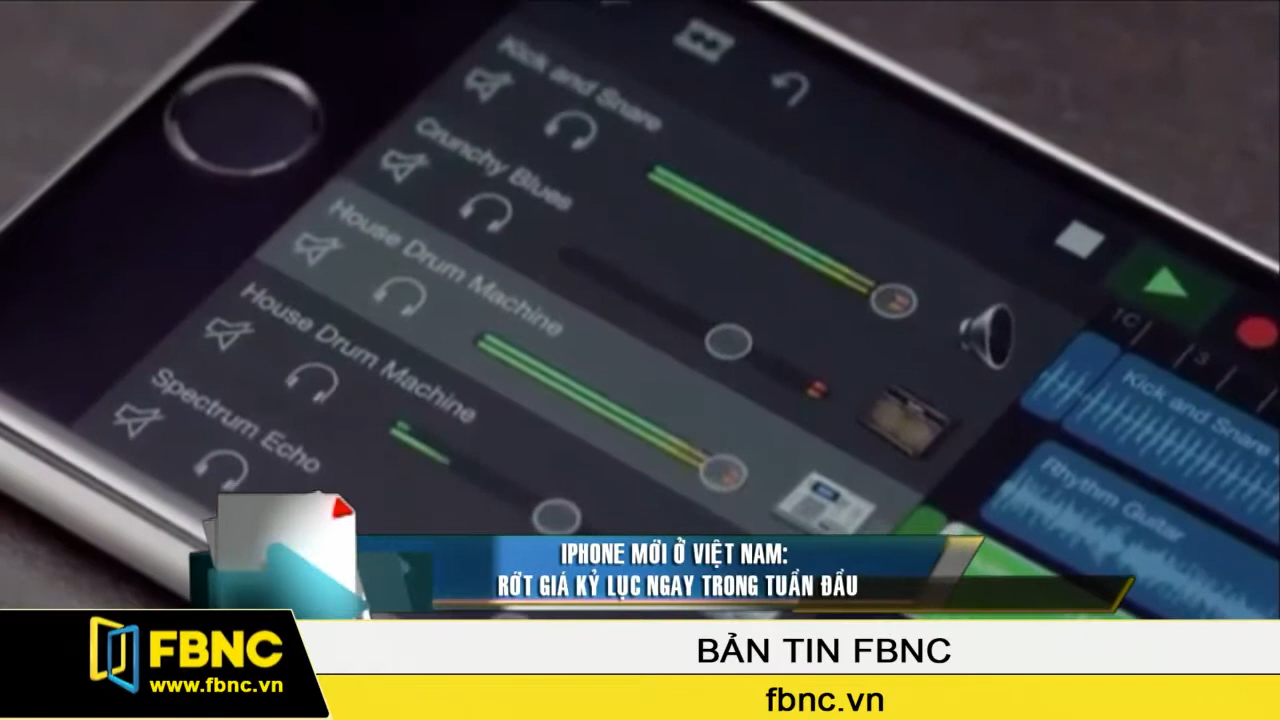 Kick and Snare
Crunchy Blues
House Drum Machine
House Drum Machine
Spectrum Echo
1C
3
Kick and Snare
Rhythm Guitar
IPHONE MỚI Ở VIỆT NAM:
RỚT GIÁ KỶ LỤC NGAY TRONG TUẦN ĐẦU
FBNC
www.fbnc.vn
BẢN TIN FBNC
fbnc.vn